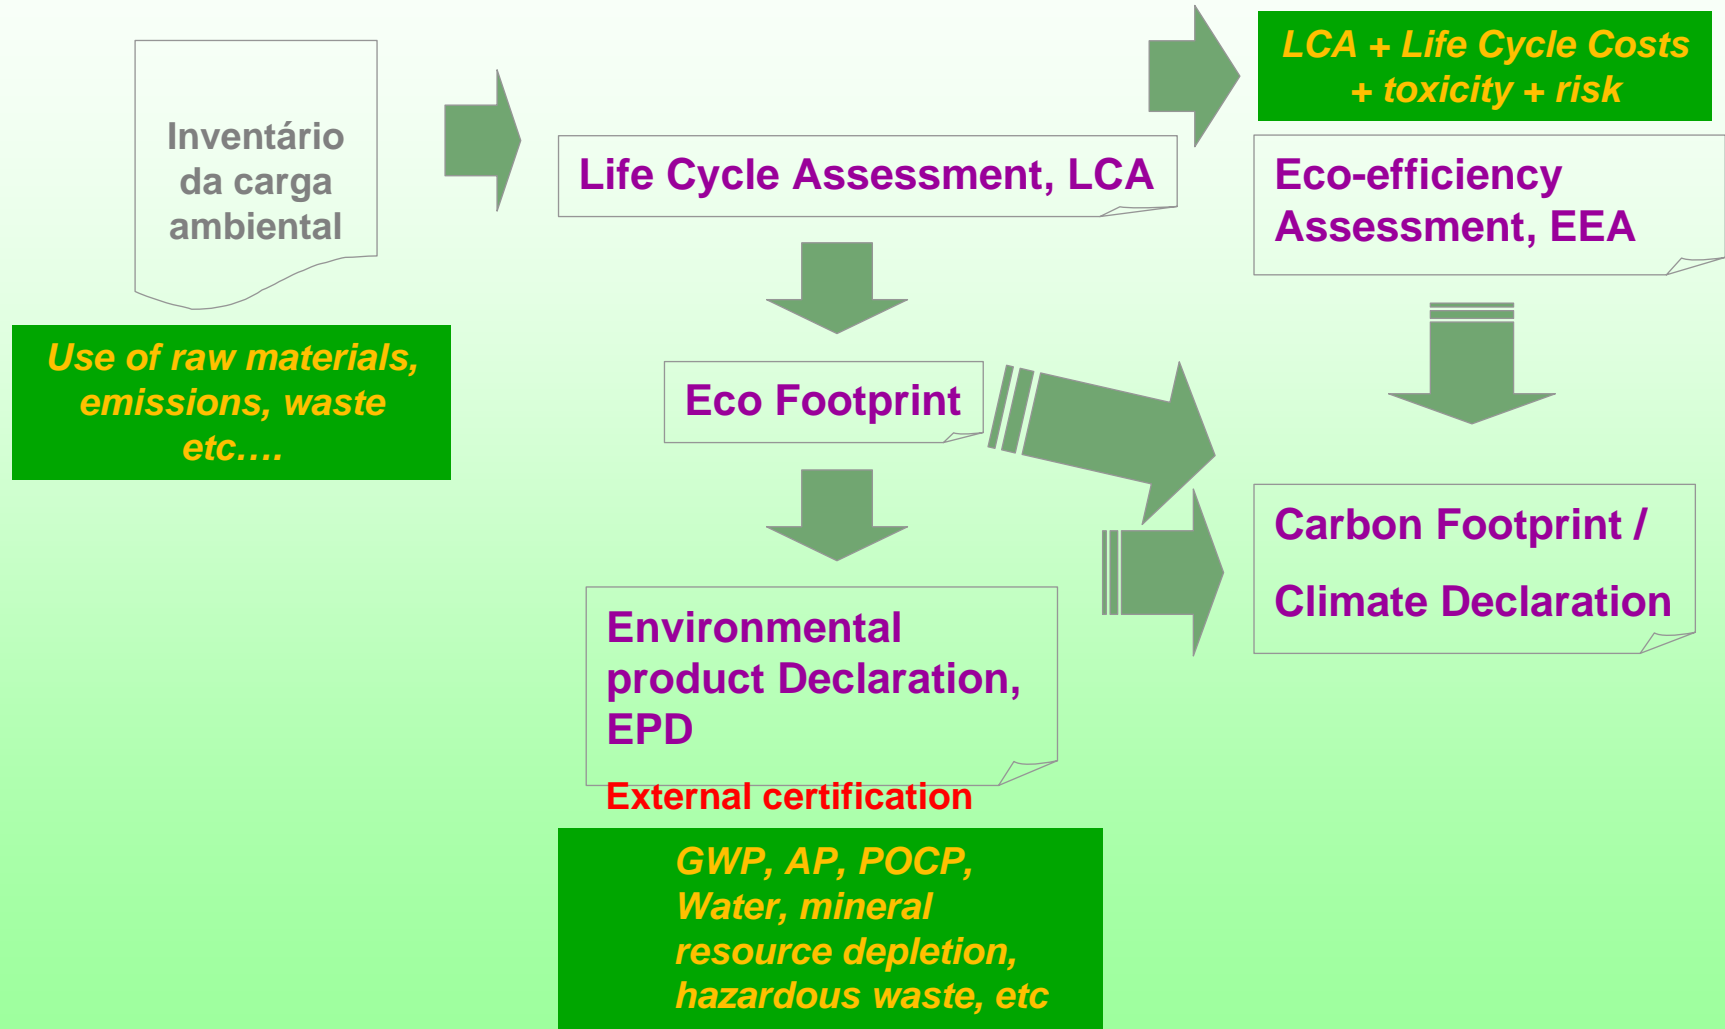 Inventário
da carga
ambiental
Use of raw materials,
emissions, waste
etc….
Life Cycle Assessment, LCA
LCA + Life Cycle Costs
+ toxicity + risk
Eco-efficiency
Assessment, EEA
Eco Footprint
Carbon Footprint /
Climate Declaration
Environmental
product Declaration,
EPD
External certification
GWP, AP, POCP,
Water, mineral
resource depletion,
hazardous waste, etc